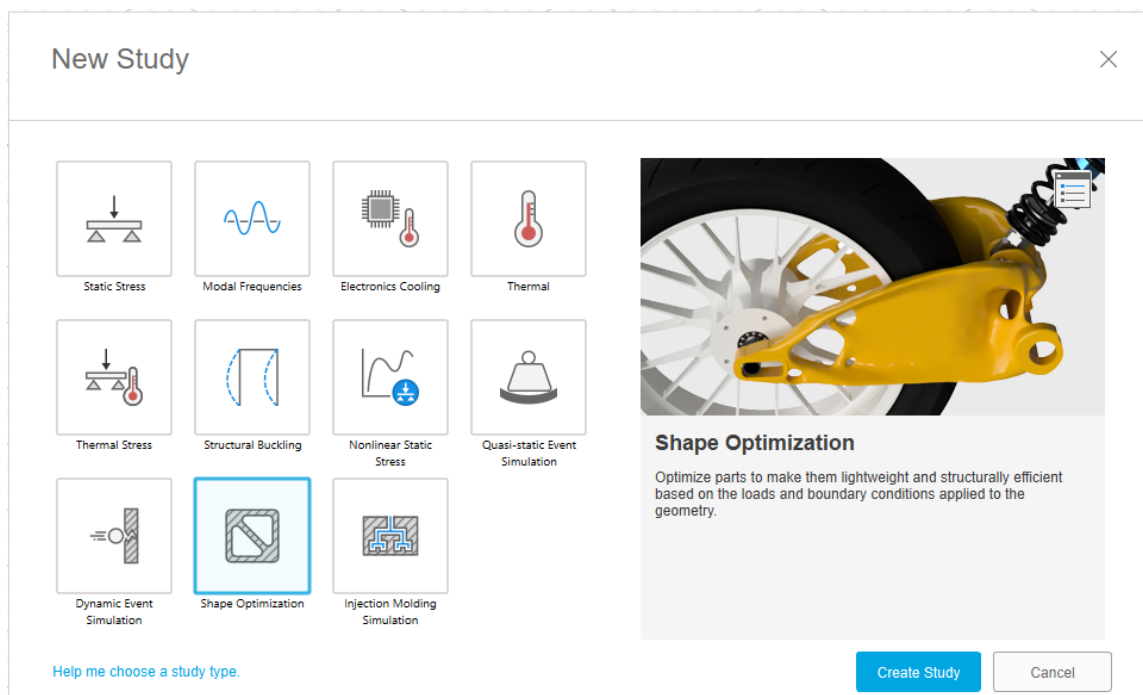 New Study
Static Stress
Modal Frequencies
Electronics Cooling
Thermal
Thermal Stress
Structural Buckling
Nonlinear Static
Stress
Quasi-static Event
Simulation
Dynamic Event
Simulation
Shape Optimization
Injection Molding
Simulation
Shape Optimization
Optimize parts to make them lightweight and structurally efficient
based on the loads and boundary conditions applied to the
geometry.
Help me choose a study type.
Create Study
Cancel